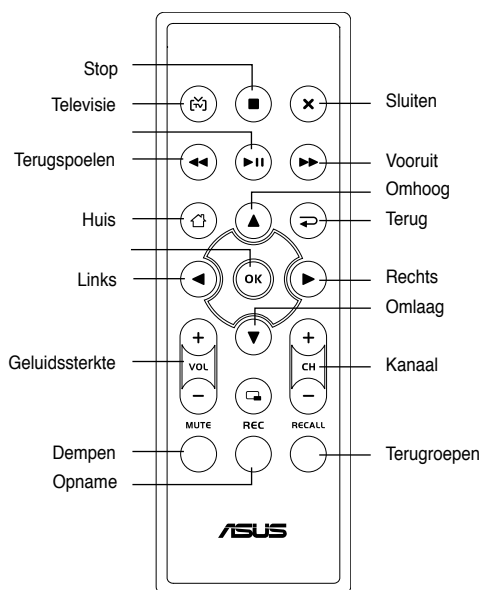 Stop
Televisie
Sluiten
Terugspoelen
Vooruit
Omhoog
Huis
Terug
Links
OK
Rechts
Omlaag
Geluidssterkte
VOL
CH
Kanaal
MUTE
REC
RECALL
Dempen
Terugroepen
Opname
ASUS